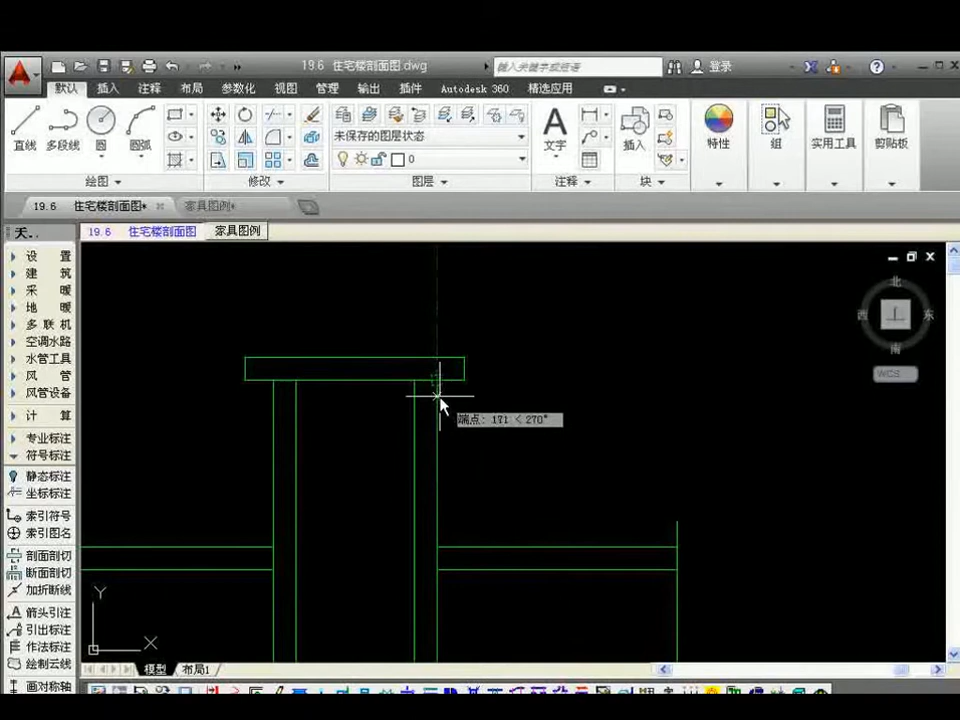 19.6 住宅楼剖面图.dwg
输入关键字或短语
登录
默认 插入 注释 布局 参数化 视图 管理 输出 插件 Autodesk 360 精选应用
直线 多段线 圆 圆弧
未保存的图层状态
0
文字 插入 特性 组 实用工具 剪贴板
绘图 修改 图层 注释 块
19.6 住宅楼剖面图* 家具图例*
天..
19.6 住宅楼剖面图 家具图例
设 置
建 筑
采 暖
地 暖
多 联 机
空调水路
水管工具
风 管
风管设备
计 算
专业标注
符号标注
静态标注
坐标标注
索引符号
索引图名
剖面剖切
断面剖切
加折断线
箭头引注
引出标注
作法标注
绘制云线
画对称轴
北
西 上 东
南
WCS
端点: 171 < 270°
Y
X
模型 布局1